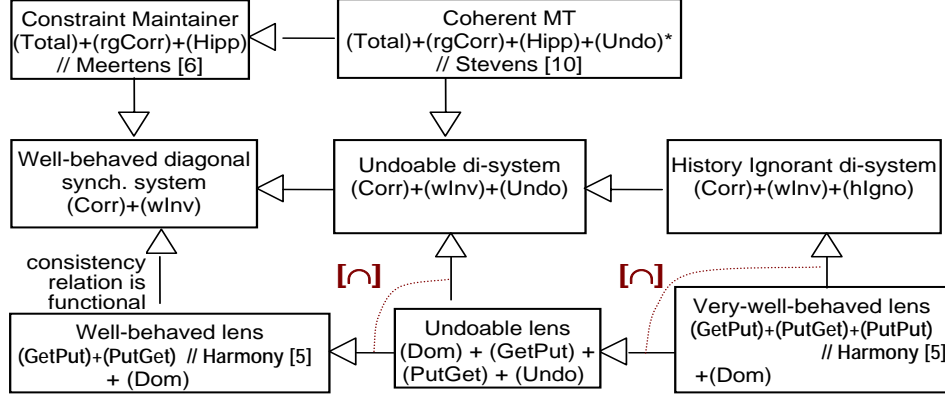 Constraint Maintainer
(Total)+(rgCorr)+(Hipp)
// Meertens [6]
Coherent MT
(Total)+(rgCorr)+(Hipp)+(Undo)*
// Stevens [10]
Well-behaved diagonal
synch. system
(Corr)+(wInv)
Undoable di-system
(Corr)+(wInv)+(Undo)
History Ignorant di-system
(Corr)+(wInv)+(hIgno)
consistency
relation is
functional
[∩]
[∩]
Well-behaved lens
(GetPut)+(PutGet) // Harmony [5]
+ (Dom)
Undoable lens
(Dom) + (GetPut) +
(PutGet) + (Undo)
Very-well-behaved lens
(GetPut)+(PutGet)+(PutPut)
// Harmony [5]
+(Dom)